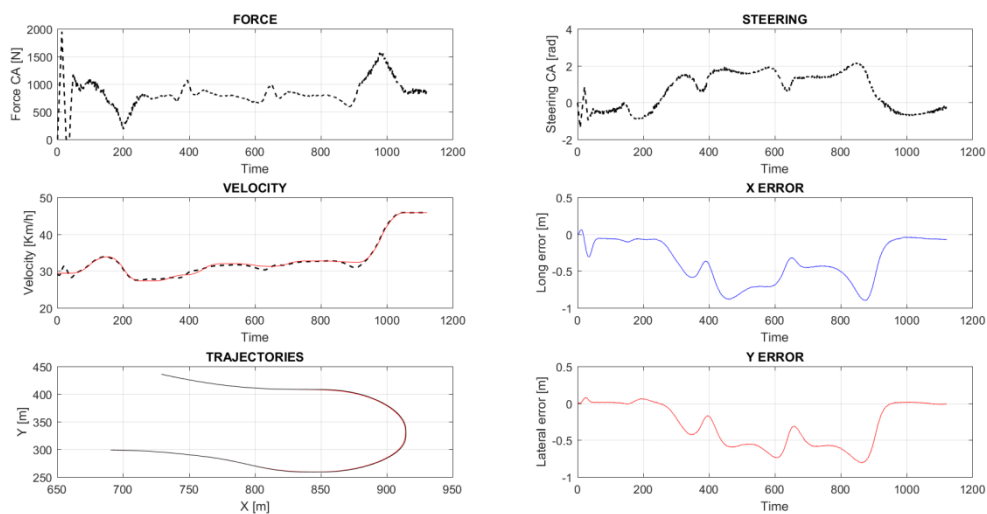 FORCE
2000
1500
1000
500
0
Force CA [N]
0 200 400 600 800 1000 1200
Time
STEERING
4
2
0
-2
Steering CA [rad]
0 200 400 600 800 1000 1200
Time
VELOCITY
50
40
30
20
Velocity [Km/h]
0 200 400 600 800 1000 1200
Time
X ERROR
0.5
0
-0.5
-1
Long error [m]
0 200 400 600 800 1000 1200
Time
TRAJECTORIES
450
400
350
300
250
Y [m]
650 700 750 800 850 900 950
X [m]
Y ERROR
0.5
0
-0.5
-1
Lateral error [m]
0 200 400 600 800 1000 1200
Time